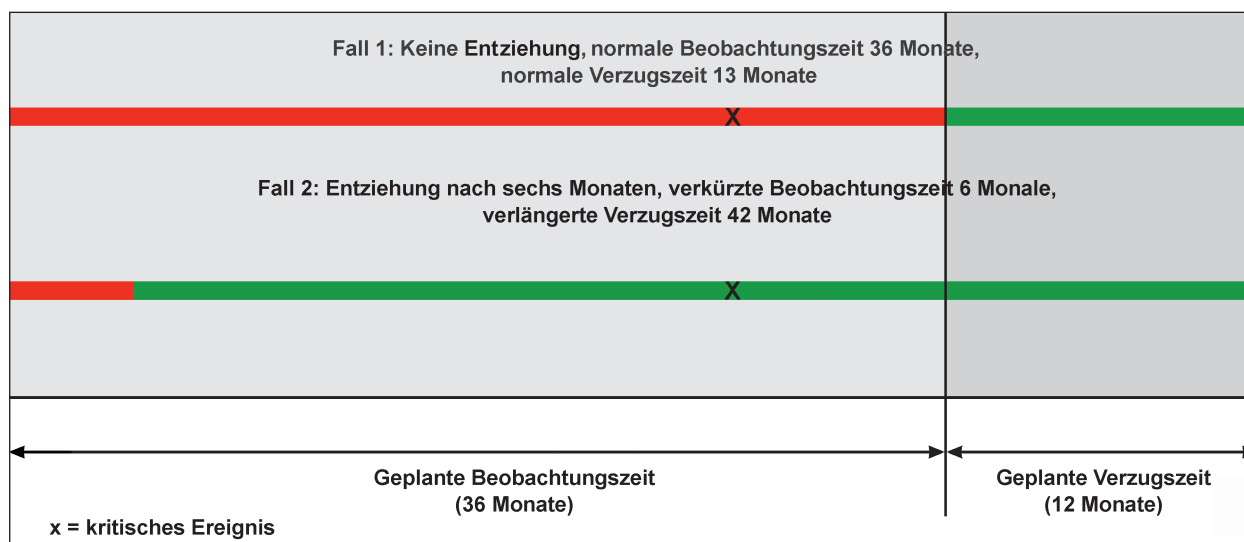 Fall 1: Keine Entziehung, normale Beobachtungszeit 36 Monate,
normale Verzugszeit 13 Monate
X
Fall 2: Entziehung nach sechs Monaten, verkürzte Beobachtungszeit 6 Monale,
verlängerte Verzugszeit 42 Monate
X
Geplante Beobachtungszeit
(36 Monate)
Geplante Verzugszeit
(12 Monate)
x = kritisches Ereignis